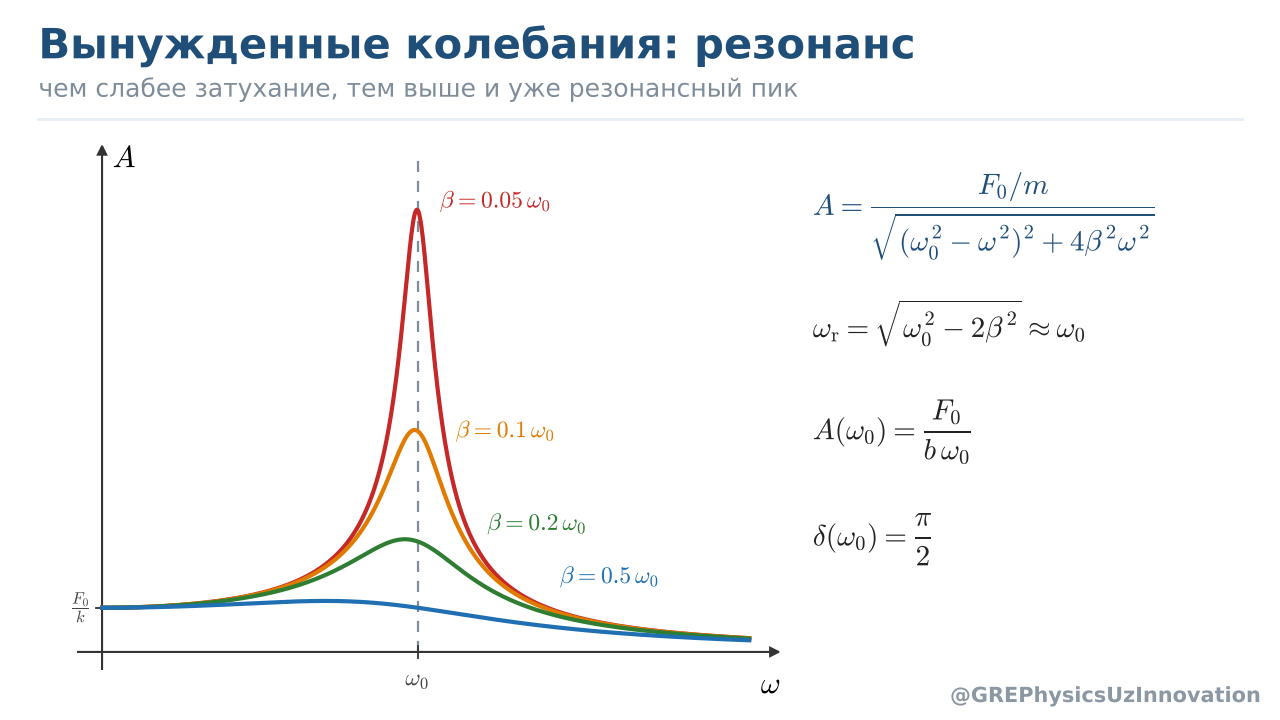 Вынужденные колебания: резонанс
чем слабее затухание, тем выше и уже резонансный пик
A
β = 0.05 ω₀
β = 0.1 ω₀
β = 0.2 ω₀
β = 0.5 ω₀
F₀/k
ω₀
ω
A = (F₀/m) / √((ω₀² − ω²)² + 4β²ω²)
ωᵣ = √(ω₀² − 2β²) ≈ ω₀
A(ω₀) = F₀ / (b ω₀)
δ(ω₀) = π/2
@GREPhysicsUzInnovation